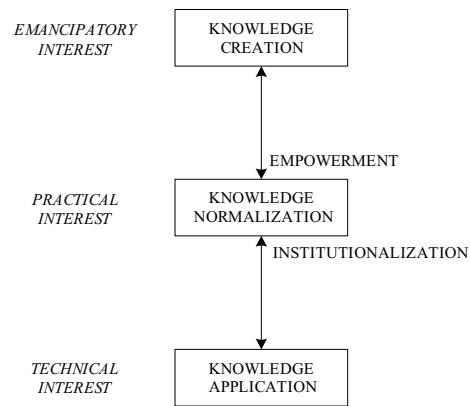 EMANCIPATORY
INTEREST
KNOWLEDGE
CREATION
EMPOWERMENT
PRACTICAL
INTEREST
KNOWLEDGE
NORMALIZATION
INSTITUTIONALIZATION
TECHNICAL
INTEREST
KNOWLEDGE
APPLICATION